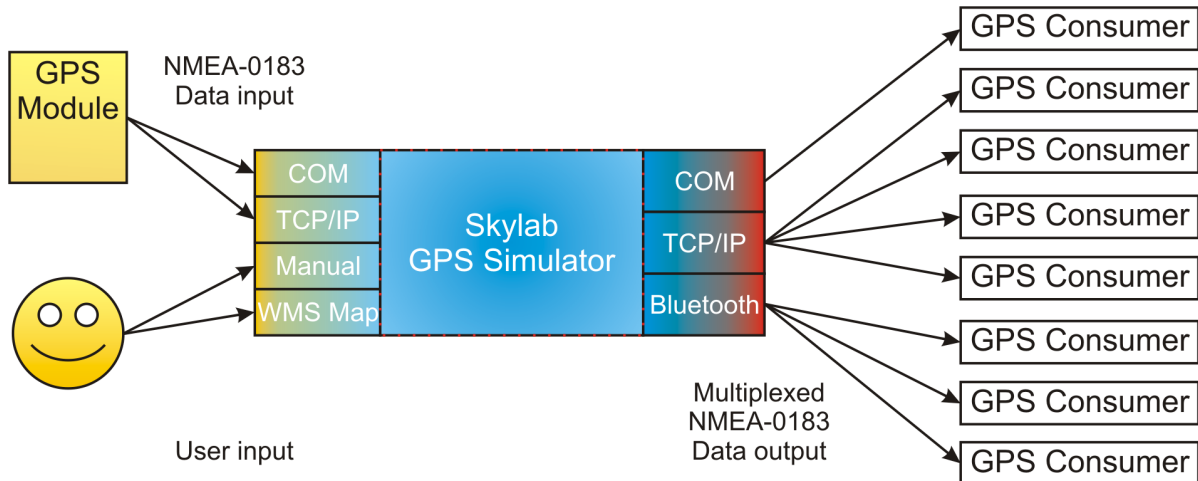 GPS
Module
NMEA-0183
Data input
User input
COM
TCP/IP
Manual
WMS Map
Skylab
GPS Simulator
COM
TCP/IP
Bluetooth
Multiplexed
NMEA-0183
Data output
GPS Consumer
GPS Consumer
GPS Consumer
GPS Consumer
GPS Consumer
GPS Consumer
GPS Consumer
GPS Consumer